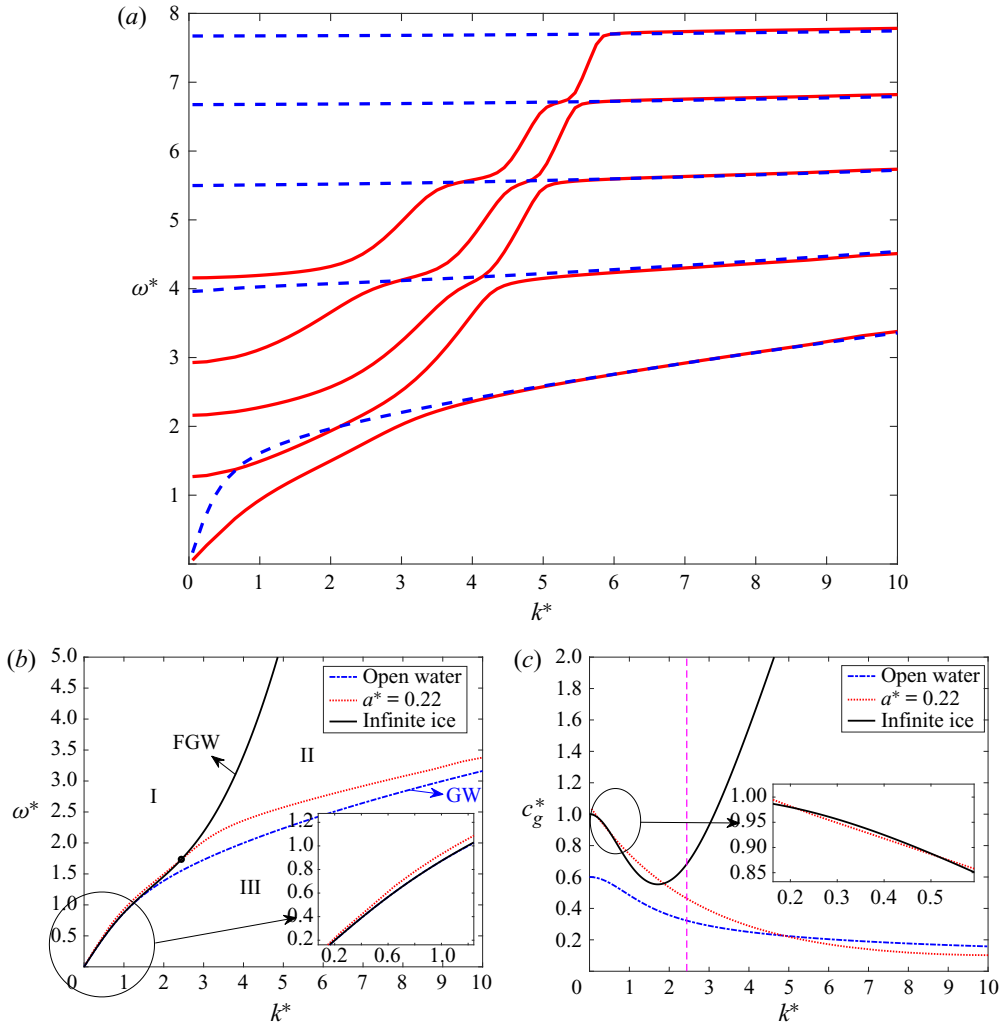 (a)
8
7
6
5
ω* 4
3
2
1
0 1 2 3 4 5 6 7 8 9 10
k*
(b)
5.0
4.5
4.0
3.5
3.0
2.5
2.0
1.5
1.0
0.5
ω*
Open water
a* = 0.22
Infinite ice
FGW
I
II
III
GW
1.2
1.0
0.8
0.6
0.4
0.2
0.2 0.6 1.0
0 1 2 3 4 5 6 7 8 9 10
k*
(c)
2.0
1.8
1.6
1.4
1.2
1.0
0.8
0.6
0.4
0.2
c*g
Open water
a* = 0.22
Infinite ice
1.00
0.95
0.90
0.85
0.2 0.3 0.4 0.5
0 1 2 3 4 5 6 7 8 9 10
k*